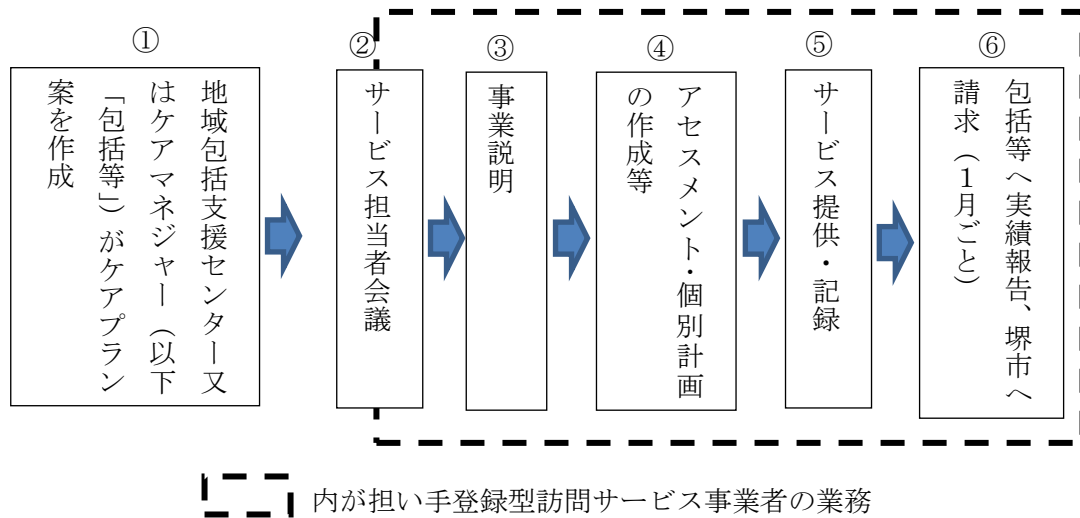 ①
地域包括支援センター又
はケアマネジャー（以下
「包括等」）がケアプラン
案を作成
②
サービス担当者会議
③
事業説明
④
アセスメント・個別計画
の作成等
⑤
サービス提供・記録
⑥
包括等へ実績報告、堺市へ
請求（１月ごと）
内が担い手登録型訪問サービス事業者の業務